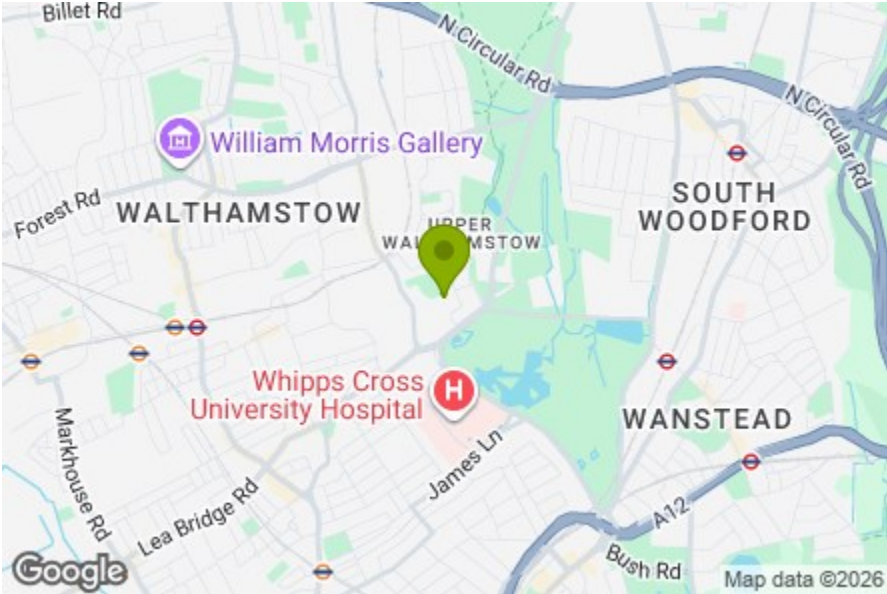 Billet Rd
N Circular Rd
N Circular Rd
William Morris Gallery
Forest Rd
WALTHAMSTOW
SOUTH
WOODFORD
UPPER
WALTHAMSTOW
Whipps Cross
University Hospital
H
WANSTEAD
Markhouse Rd
James Ln
Lea Bridge Rd
A12
Bush Rd
Google
Map data ©2026